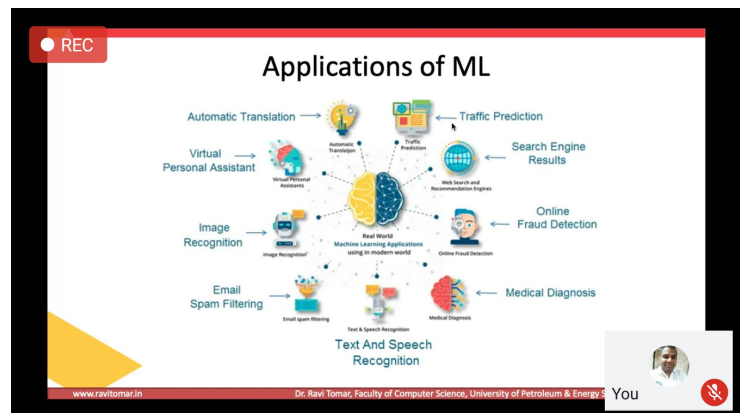 REC
Applications of ML
Automatic Translation
Traffic Prediction
Automatic
Translation
Traffic
Prediction
Virtual
Personal Assistant
Virtual Personal
Assistants
Search Engine
Results
Web Search and
Recommendation Engines
Image
Recognition
Image Recognition
Real World
Machine Learning Applications
using in modern world
Online
Fraud Detection
Online Fraud Detection
Email
Spam Filtering
Email spam filtering
Text & Speech Recognition
Medical Diagnosis
Medical Diagnosis
Text And Speech
Recognition
www.ravitomar.in
Dr. Ravi Tomar, Faculty of Computer Science, University of Petroleum & Energy S
You